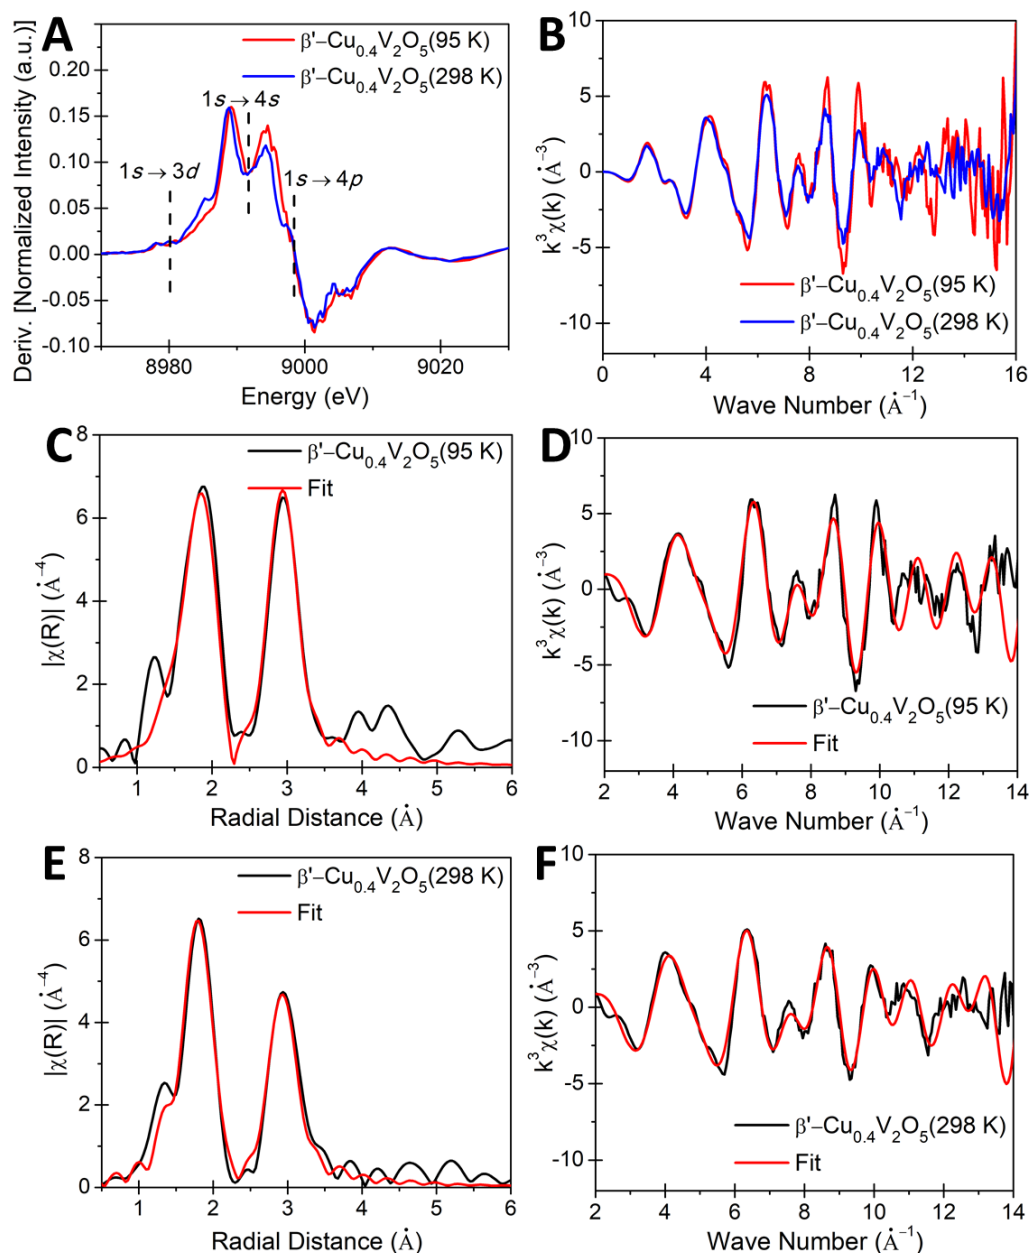 A
Deriv. [Normalized Intensity (a.u.)]
0.20
0.15
0.10
0.05
0.00
-0.05
-0.10
β'–Cu0.4V2O5(95 K)
β'–Cu0.4V2O5(298 K)
1s→4s
1s→3d
1s→4p
8980
9000
9020
Energy (eV)
B
k³χ(k) (Å⁻³)
10
5
0
-5
-10
β'–Cu0.4V2O5(95 K)
β'–Cu0.4V2O5(298 K)
0
4
8
12
16
Wave Number (Å⁻¹)
C
|χ(R)| (Å⁻⁴)
8
6
4
2
0
β'–Cu0.4V2O5(95 K)
Fit
1
2
3
4
5
6
Radial Distance (Å)
D
k³χ(k) (Å⁻³)
10
5
0
-5
-10
β'–Cu0.4V2O5(95 K)
Fit
2
4
6
8
10
12
14
Wave Number (Å⁻¹)
E
|χ(R)| (Å⁻⁴)
8
6
4
2
0
β'–Cu0.4V2O5(298 K)
Fit
1
2
3
4
5
6
Radial Distance (Å)
F
k³χ(k) (Å⁻³)
10
5
0
-5
-10
β'–Cu0.4V2O5(298 K)
Fit
2
4
6
8
10
12
14
Wave Number (Å⁻¹)